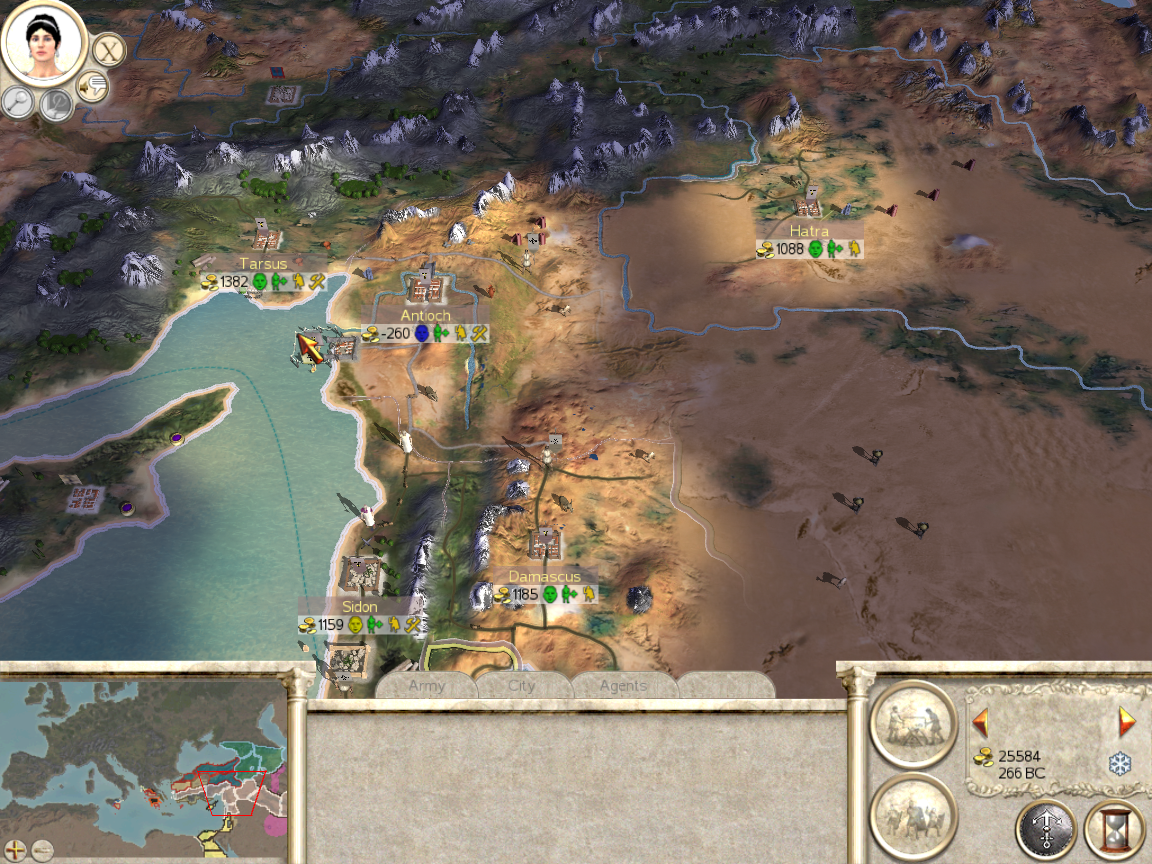 X
Hatra
1088
Tarsus
1382
Antioch
-260
Damascus
1185
Sidon
1159
Army
City
Agents
25584
266 BC